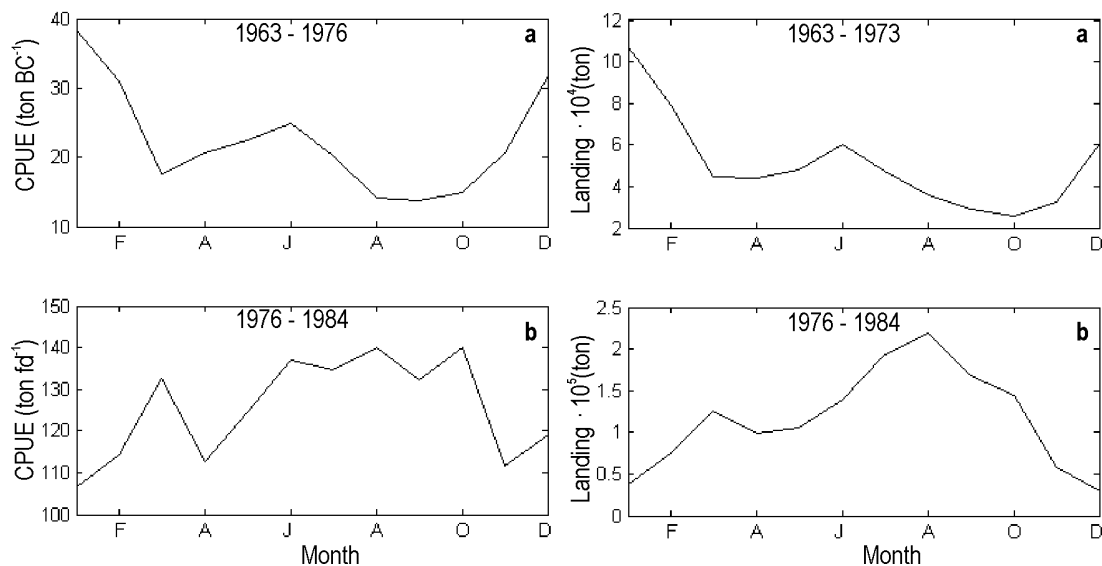 1963 - 1976
a
CPUE (ton BC⁻¹)
40
30
20
10
F A J A O D
1963 - 1973
a
Landing · 10⁴(ton)
12
10
8
6
4
2
F A J A O D
1976 - 1984
b
CPUE (ton fd⁻¹)
150
140
130
120
110
100
F A J A O D
Month
1976 - 1984
b
Landing · 10⁵(ton)
2.5
2
1.5
1
0.5
0
F A J A O D
Month